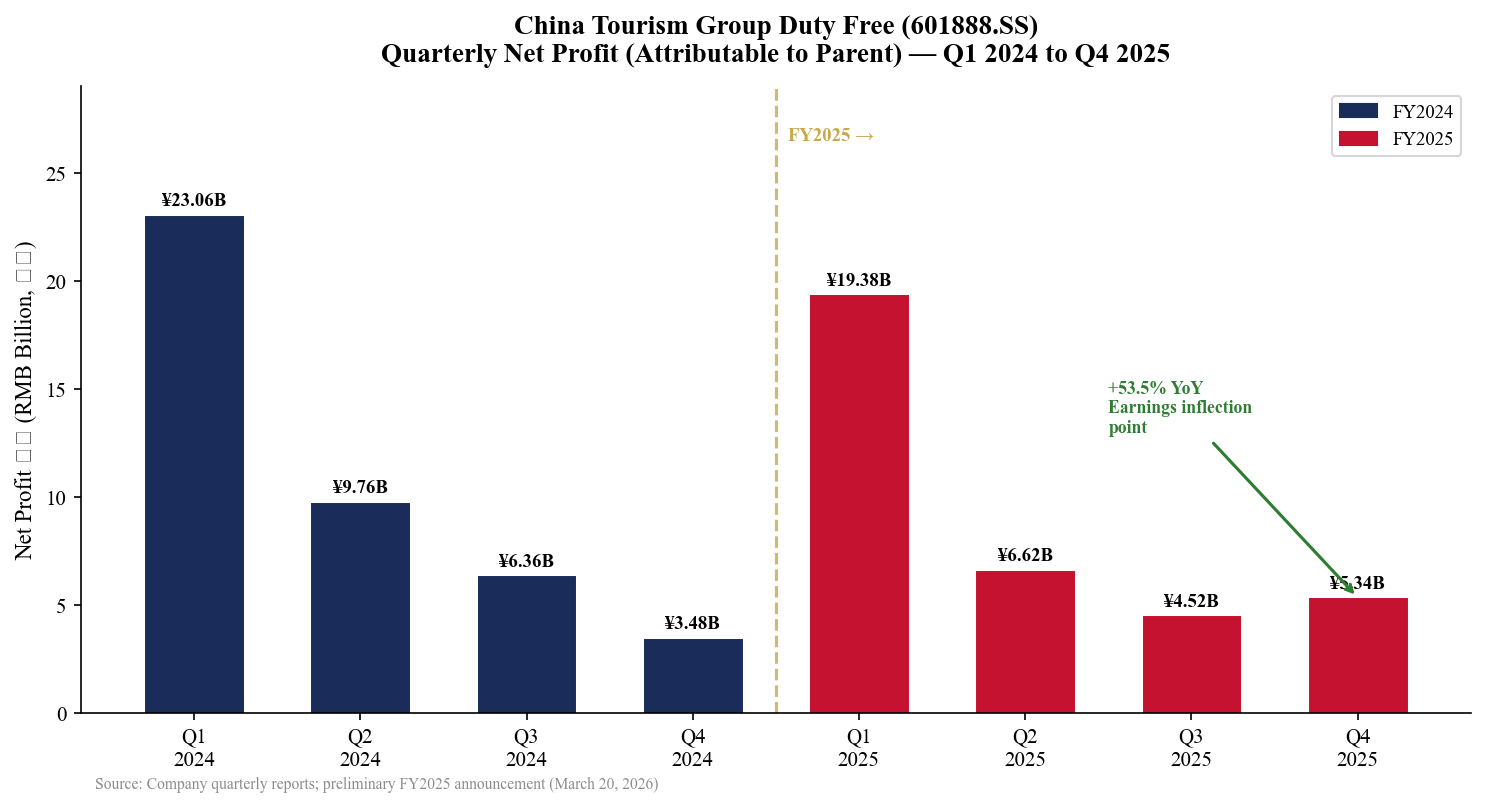 China Tourism Group Duty Free (601888.SS)
Quarterly Net Profit (Attributable to Parent) — Q1 2024 to Q4 2025
FY2025 →
FY2024
FY2025
Net Profit □□ (RMB Billion, □□)
25
20
15
10
5
0
¥23.06B
¥9.76B
¥6.36B
¥3.48B
¥19.38B
¥6.62B
¥4.52B
¥5.34B
+53.5% YoY
Earnings inflection
point
Q1
2024
Q2
2024
Q3
2024
Q4
2024
Q1
2025
Q2
2025
Q3
2025
Q4
2025
Source: Company quarterly reports; preliminary FY2025 announcement (March 20, 2026)